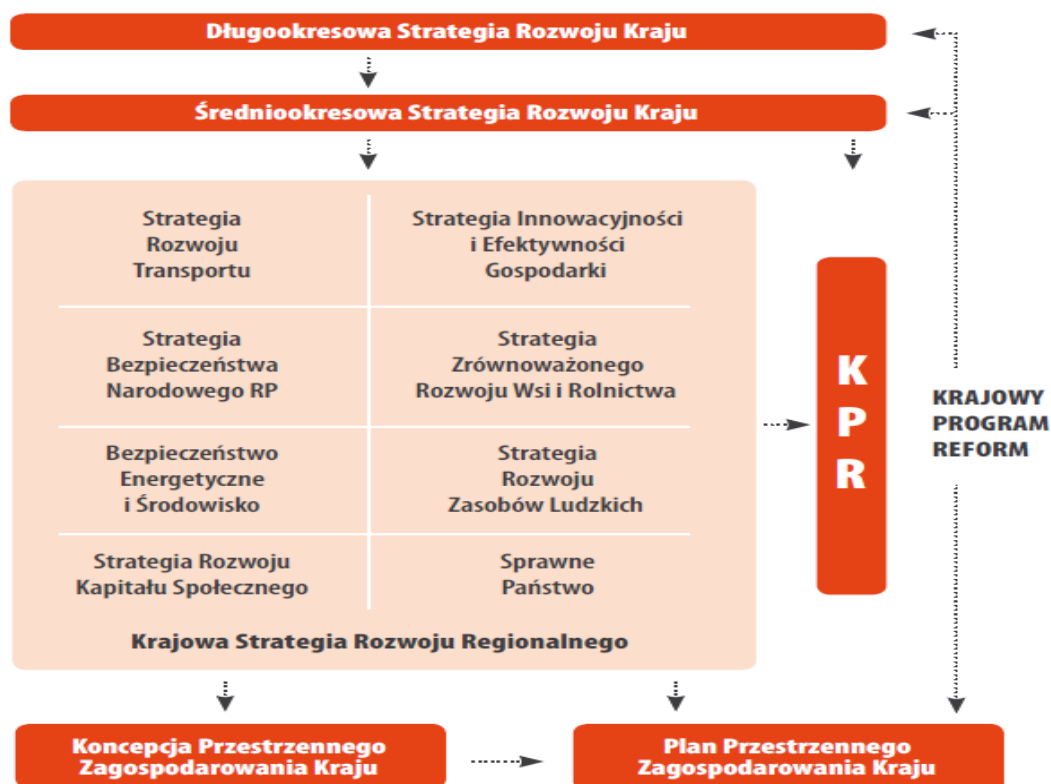 Długookresowa Strategia Rozwoju Kraju
Średniookresowa Strategia Rozwoju Kraju
Strategia
Rozwoju
Transportu
Strategia Innowacyjności
i Efektywności
Gospodarki
Strategia
Bezpieczeństwa
Narodowego RP
Strategia
Zrównoważonego
Rozwoju Wsi i Rolnictwa
Bezpieczeństwo
Energetyczne
i Środowisko
Strategia
Rozwoju
Zasobów Ludzkich
Strategia Rozwoju
Kapitału Społecznego
Sprawne
Państwo
Krajowa Strategia Rozwoju Regionalnego
K
P
R
KRAJOWY
PROGRAM
REFORM
Koncepcja Przestrzennego
Zagospodarowania Kraju
Plan Przestrzennego
Zagospodarowania Kraju